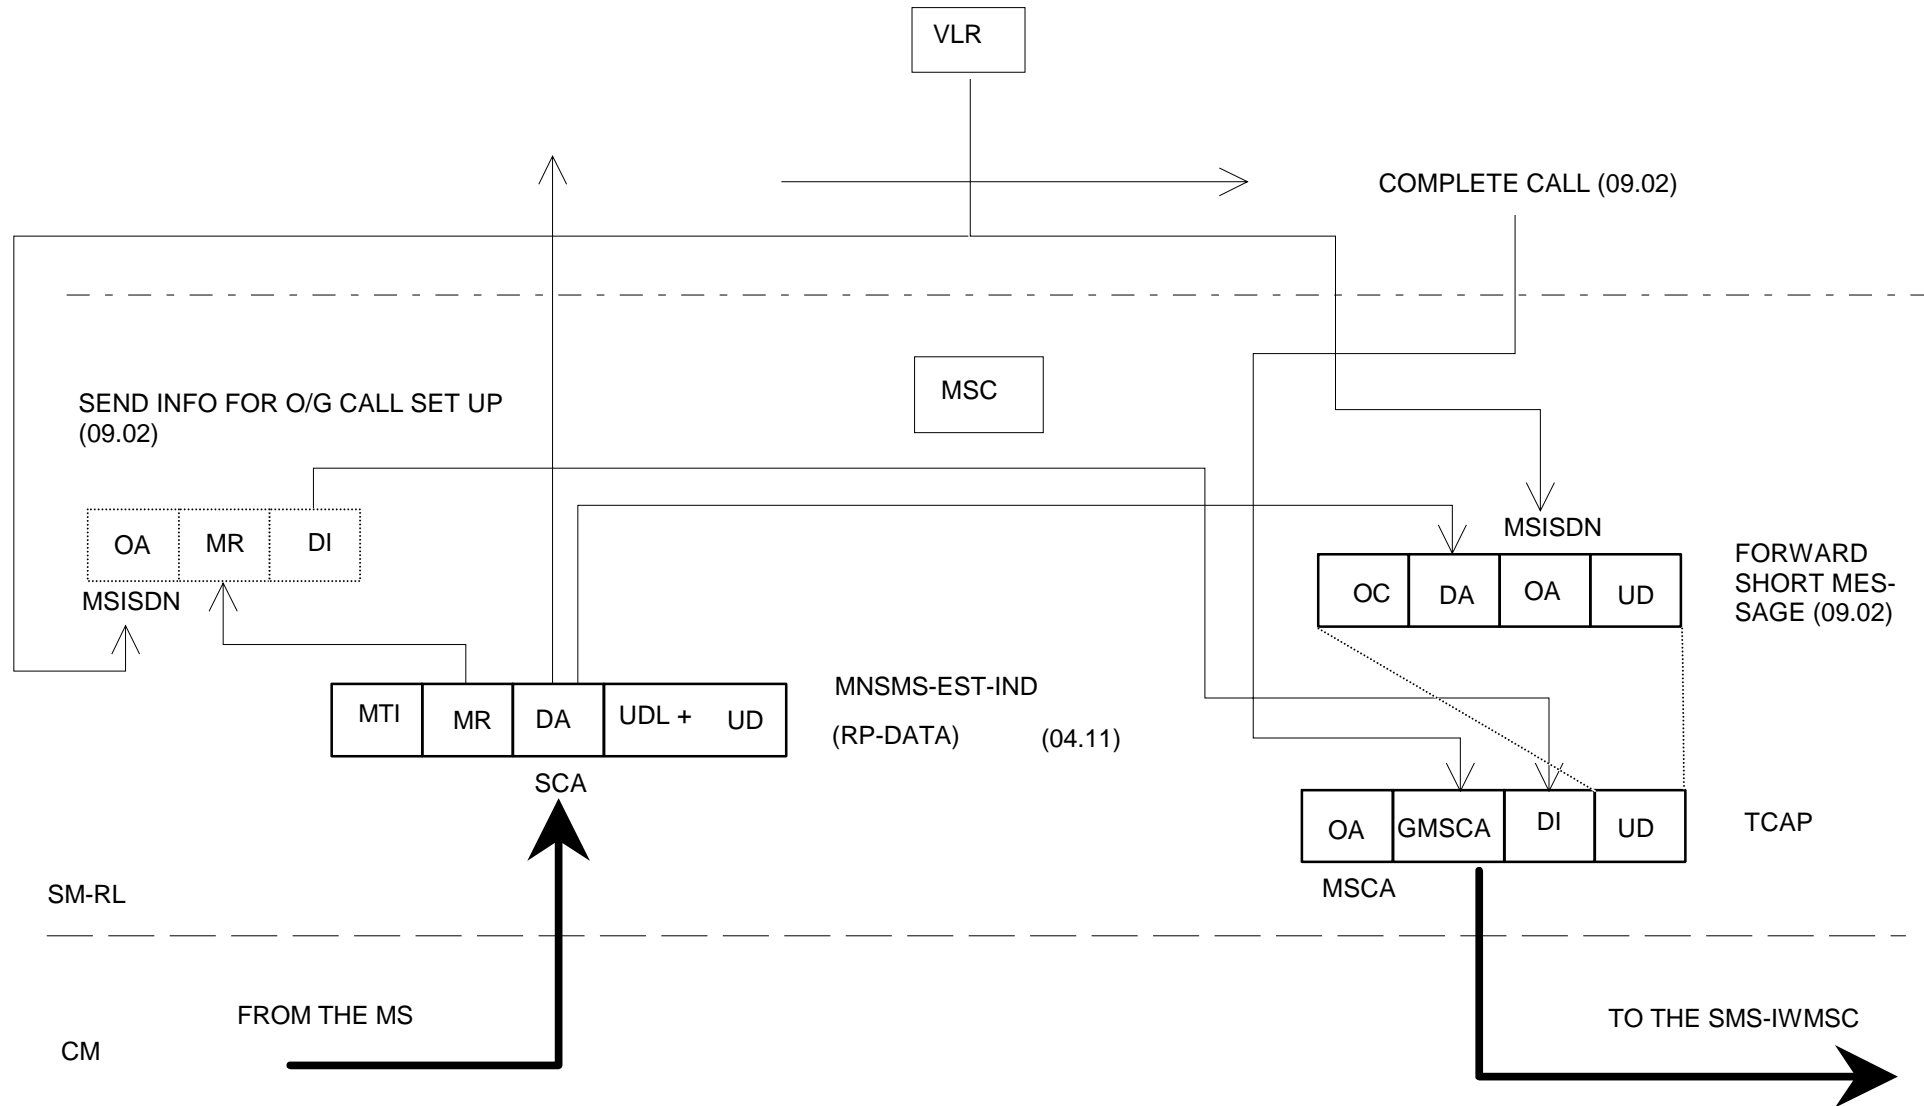 VLR
COMPLETE CALL (09.02)
MSC
SEND INFO FOR O/G CALL SET UP
(09.02)
OA MR DI
MSISDN
MSISDN
OC DA OA UD
FORWARD
SHORT MES-
SAGE (09.02)
MTI MR DA UDL + UD
MNSMS-EST-IND
(RP-DATA) (04.11)
SCA
OA GMSCA DI UD
TCAP
MSCA
SM-RL
FROM THE MS
TO THE SMS-IWMSC
CM